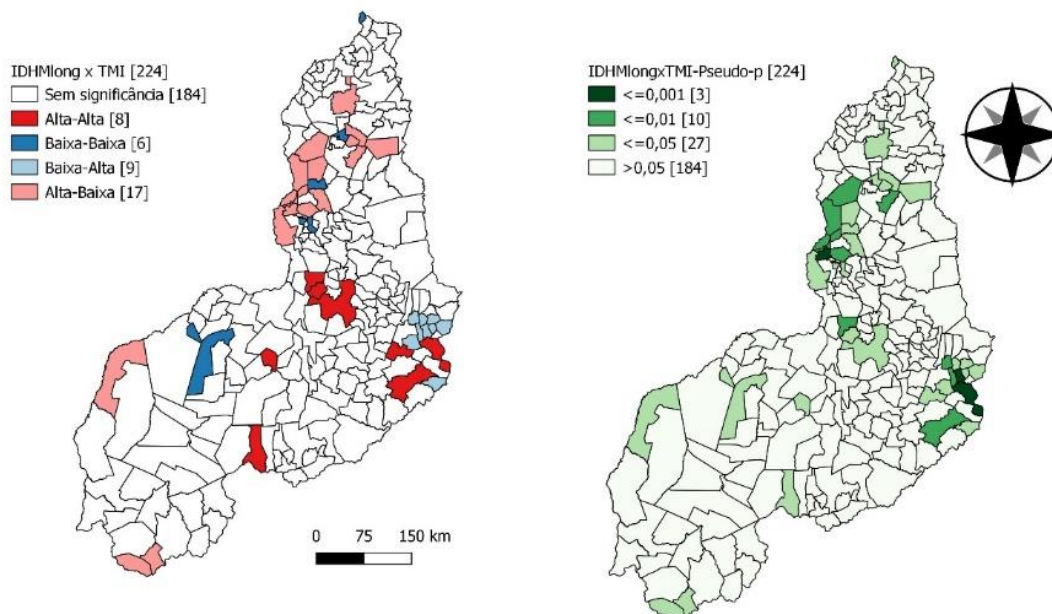 IDHMlong x TMI [224]
Sem significância [184]
Alta-Alta [8]
Baixa-Baixa [6]
Baixa-Alta [9]
Alta-Baixa [17]
0 75 150 km
IDHMlongxTMI-Pseudo-p [224]
<=0,001 [3]
<=0,01 [10]
<=0,05 [27]
>0,05 [184]